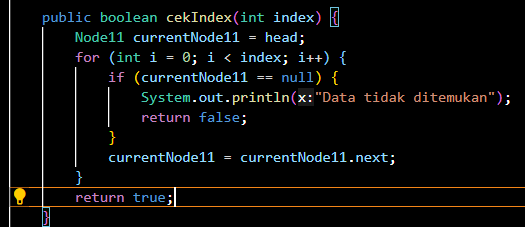 public boolean cekIndex(int index) {
Node11 currentNode11 = head;
for (int i = 0; i < index; i++) {
if (currentNode11 == null) {
System.out.println(x:"Data tidak ditemukan");
return false;
}
currentNode11 = currentNode11.next;
}
return true;
}